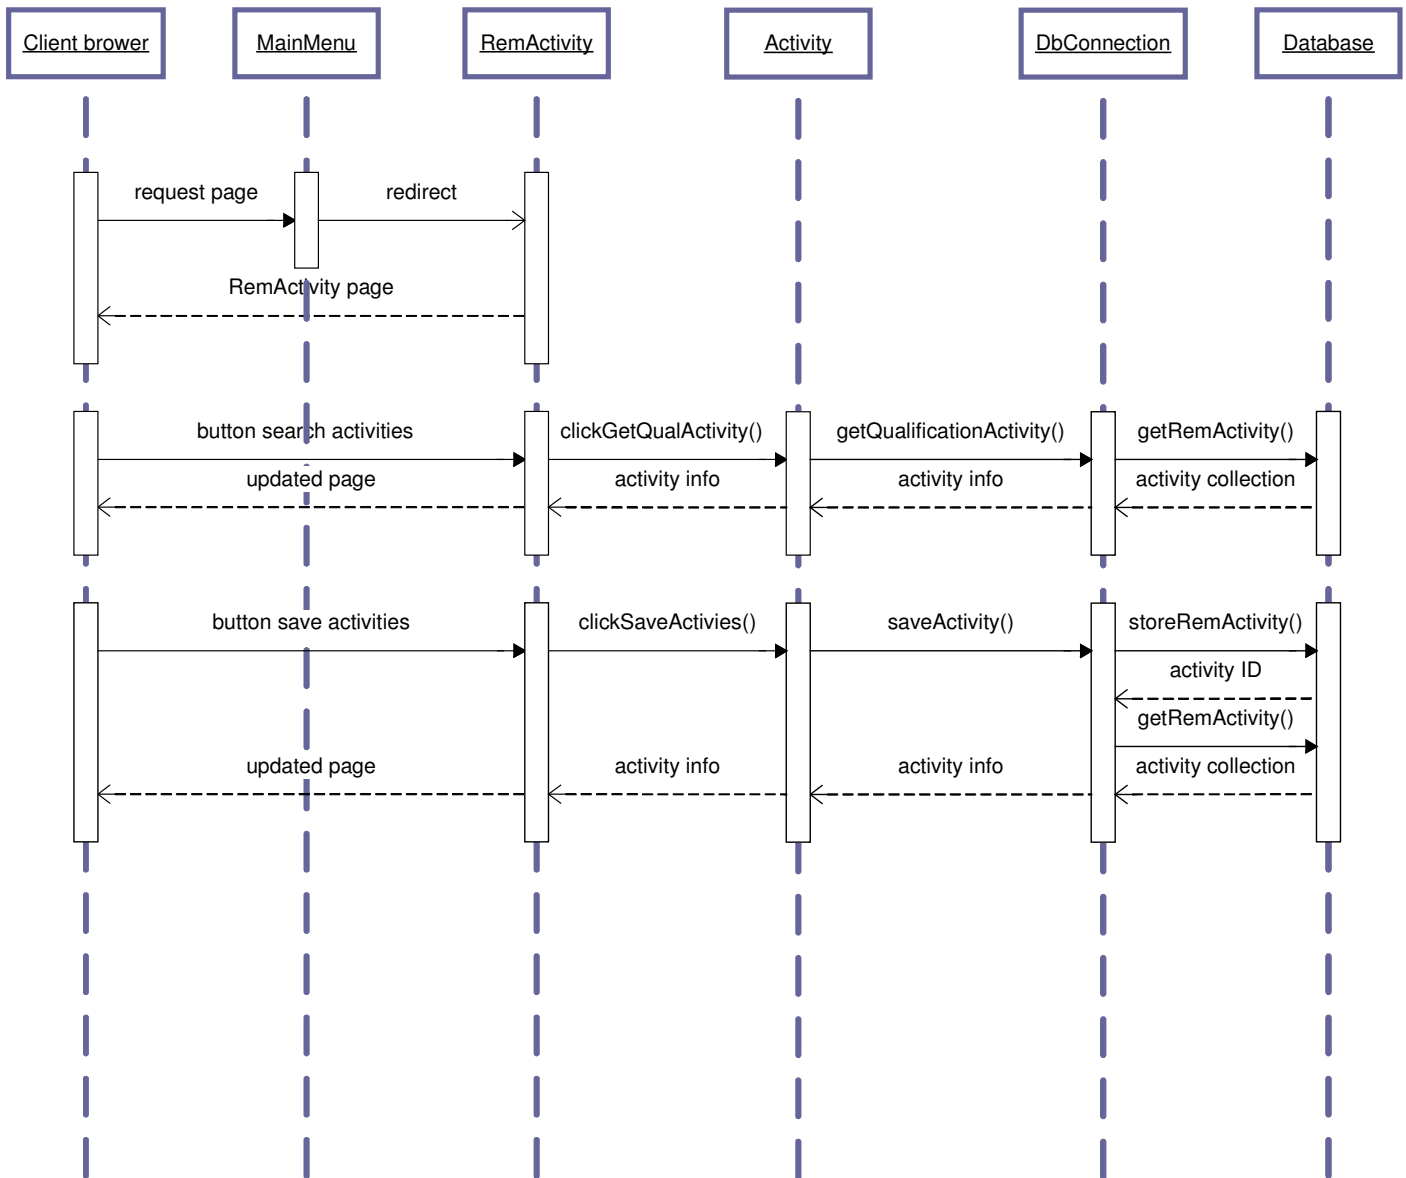 Client brower
MainMenu
RemActivity
Activity
DbConnection
Database
request page
redirect
RemActivity page
button search activities
clickGetQualActivity()
getQualificationActivity()
getRemActivity()
updated page
activity info
activity info
activity collection
button save activities
clickSaveActivies()
saveActivity()
storeRemActivity()
activity ID
getRemActivity()
updated page
activity info
activity info
activity collection